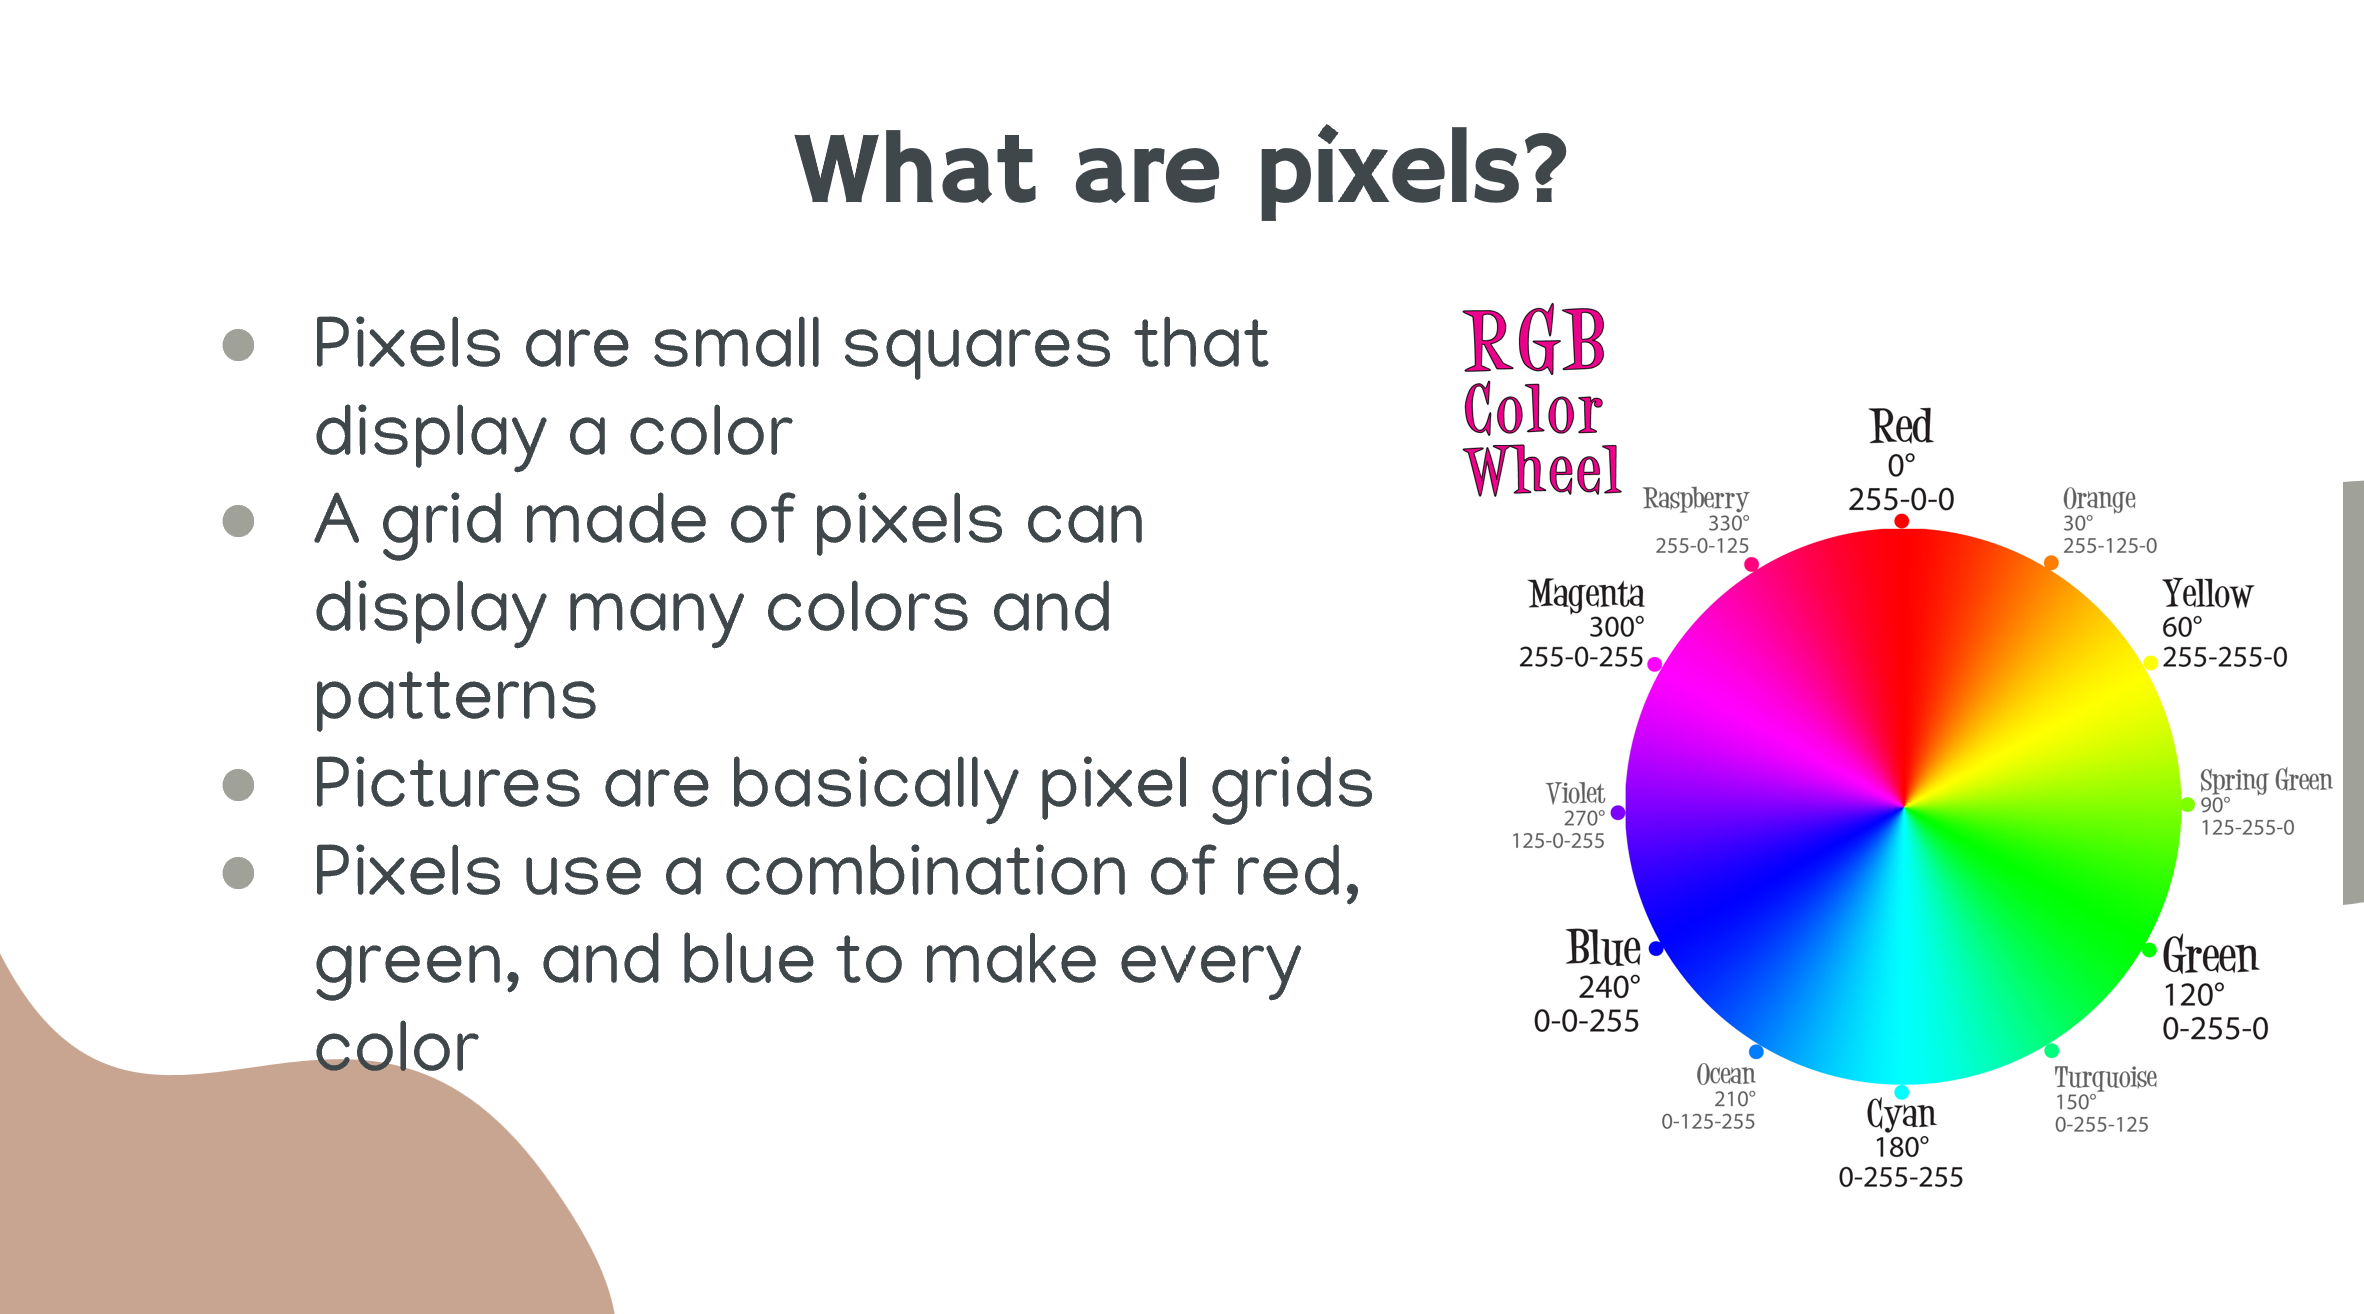 What are pixels?
Pixels are small squares that
display a color
A grid made of pixels can
display many colors and
patterns
Pictures are basically pixel grids
Pixels use a combination of red,
green, and blue to make every
color
RGB
Color
Wheel
Red
0°
255-0-0
Orange
30°
255-125-0
Yellow
60°
255-255-0
Spring Green
90°
125-255-0
Green
120°
0-255-0
Turquoise
150°
0-255-125
Cyan
180°
0-255-255
Ocean
210°
0-125-255
Blue
240°
0-0-255
Violet
270°
125-0-255
Magenta
300°
255-0-255
Raspberry
330°
255-0-125